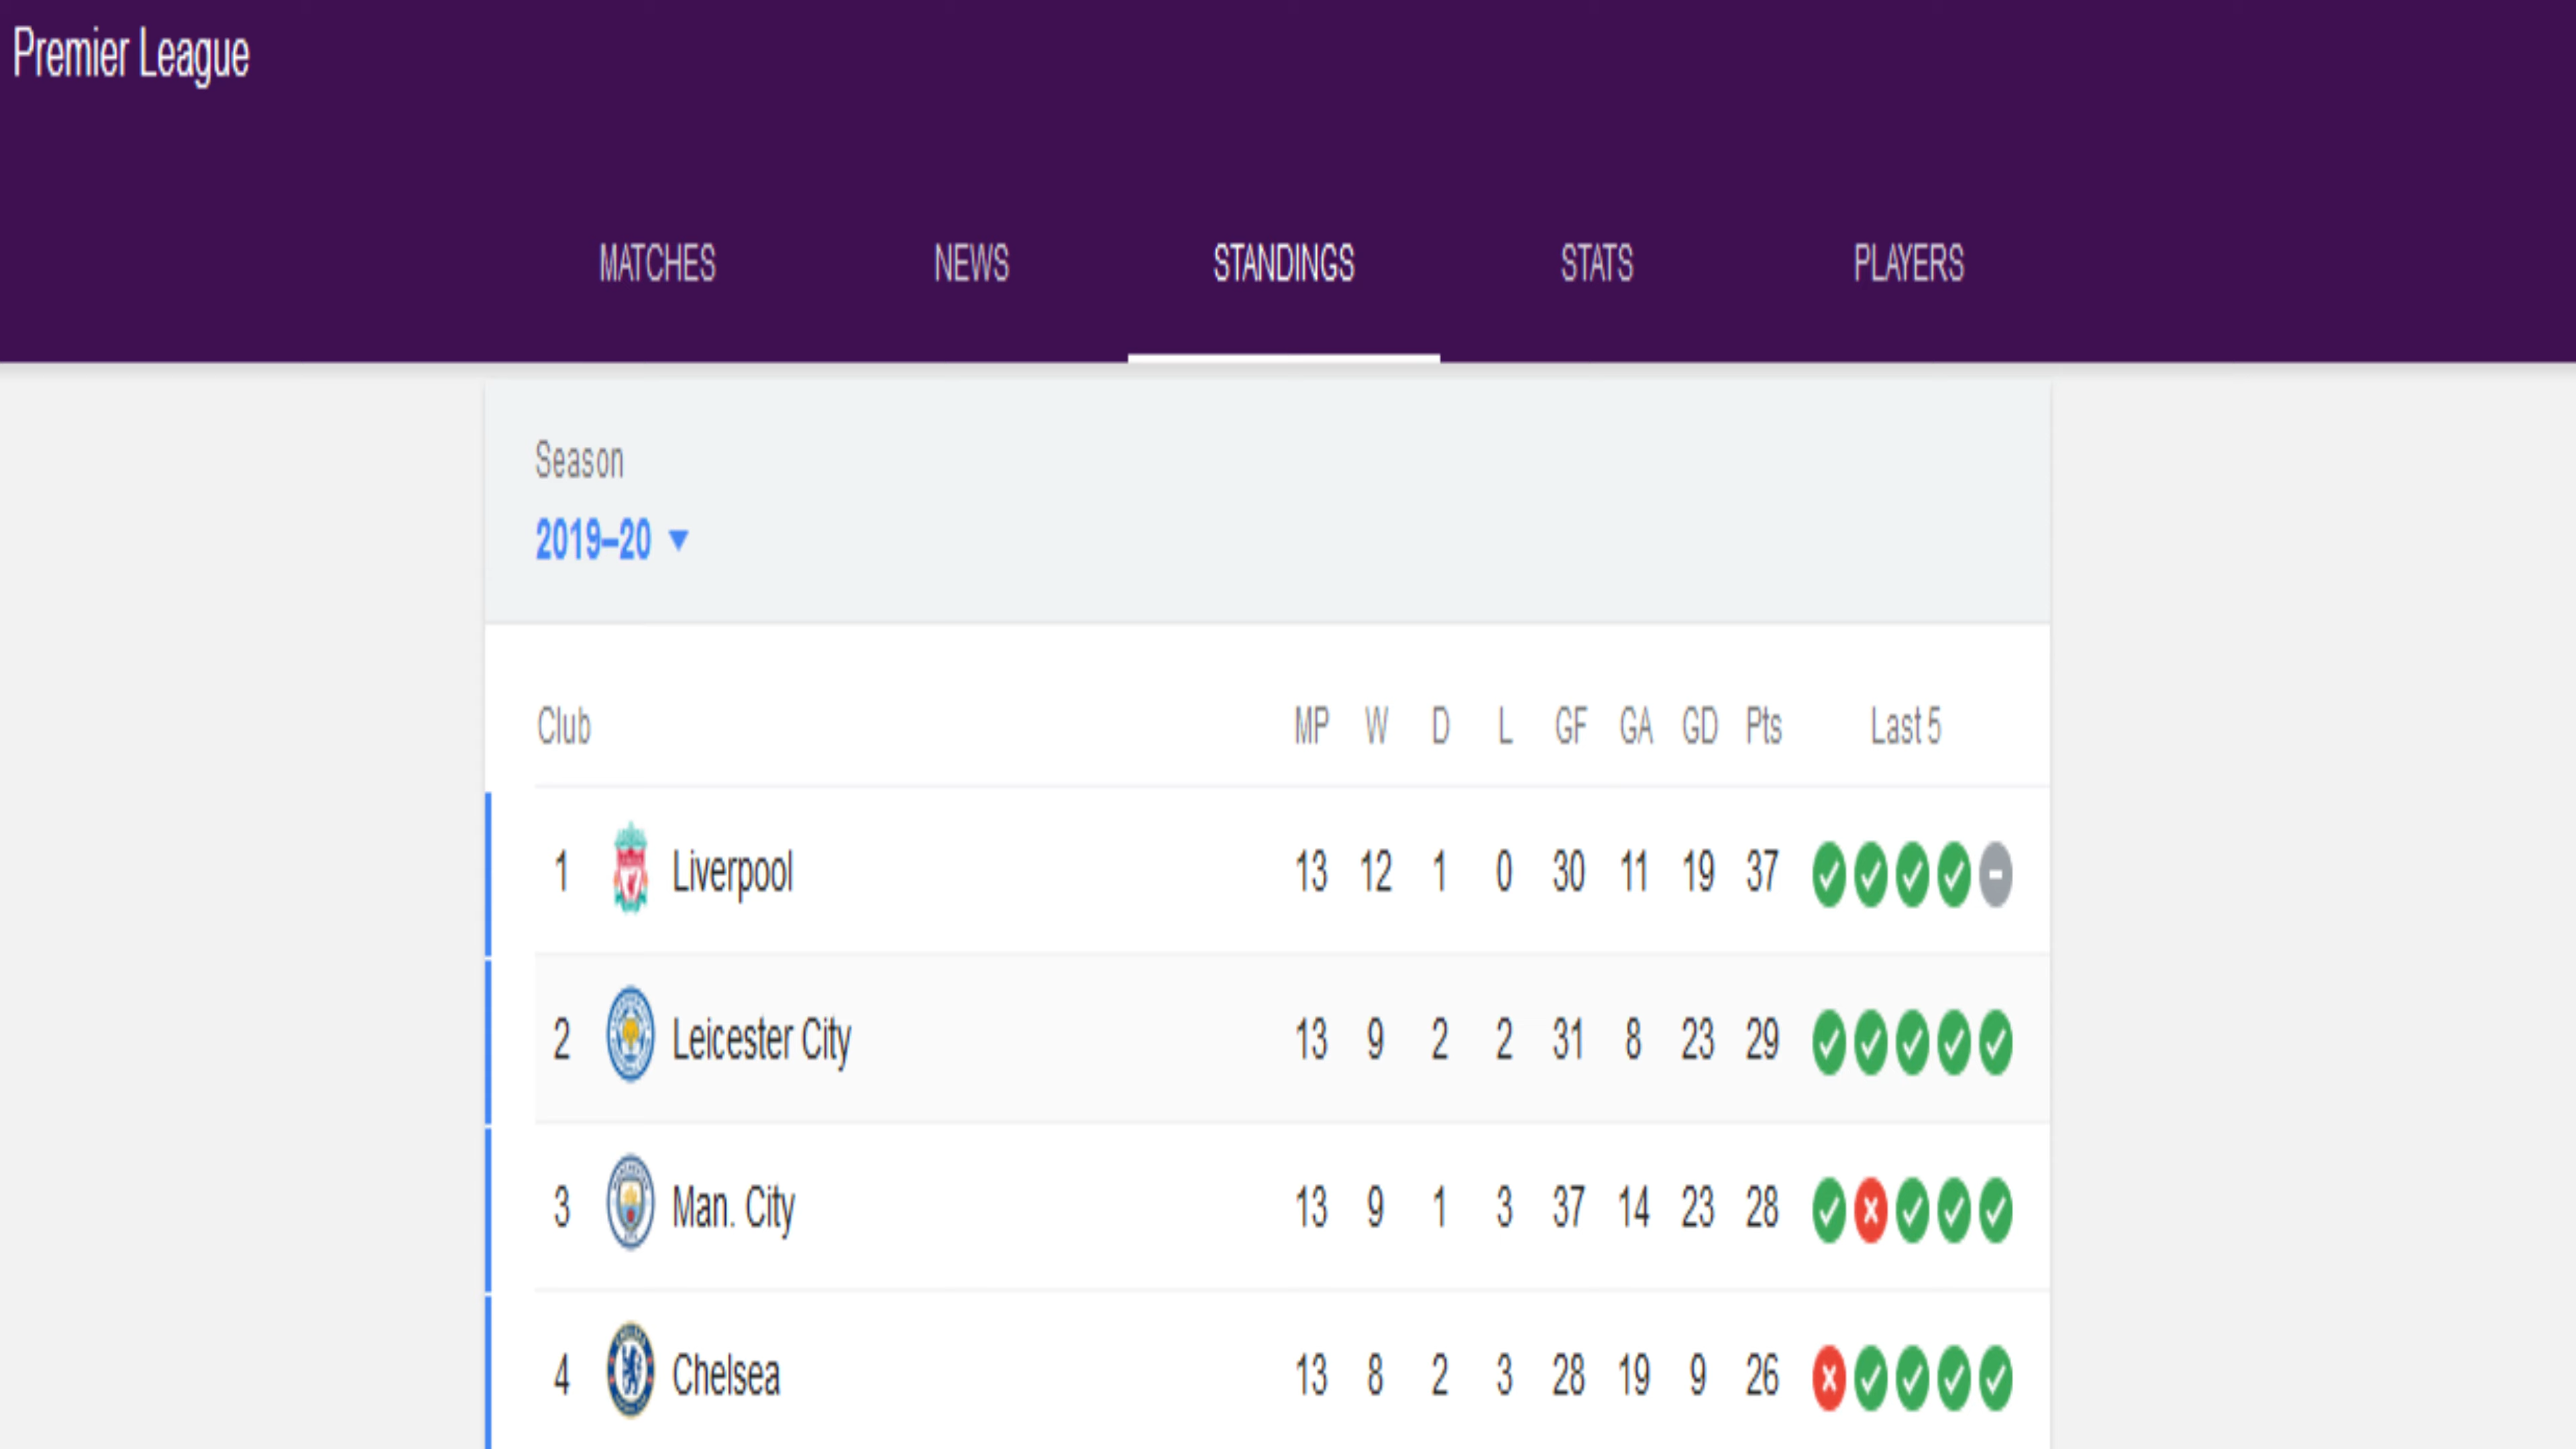 Premier League
MATCHES NEWS STANDINGS STATS PLAYERS
Season
2019–20
Club MP W D L GF GA GD Pts Last 5
1 Liverpool 13 12 1 0 30 11 19 37
2 Leicester City 13 9 2 2 31 8 23 29
3 Man. City 13 9 1 3 37 14 23 28
4 Chelsea 13 8 2 3 28 19 9 26